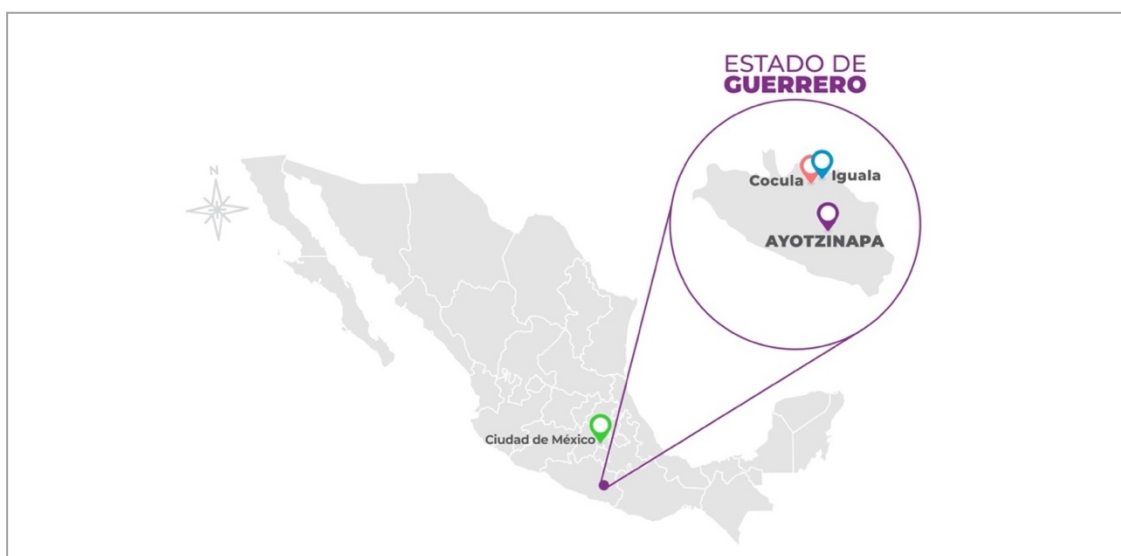 ESTADO DE
GUERRERO
N
Cocula
Iguala
AYOTZINAPA
Ciudad de México